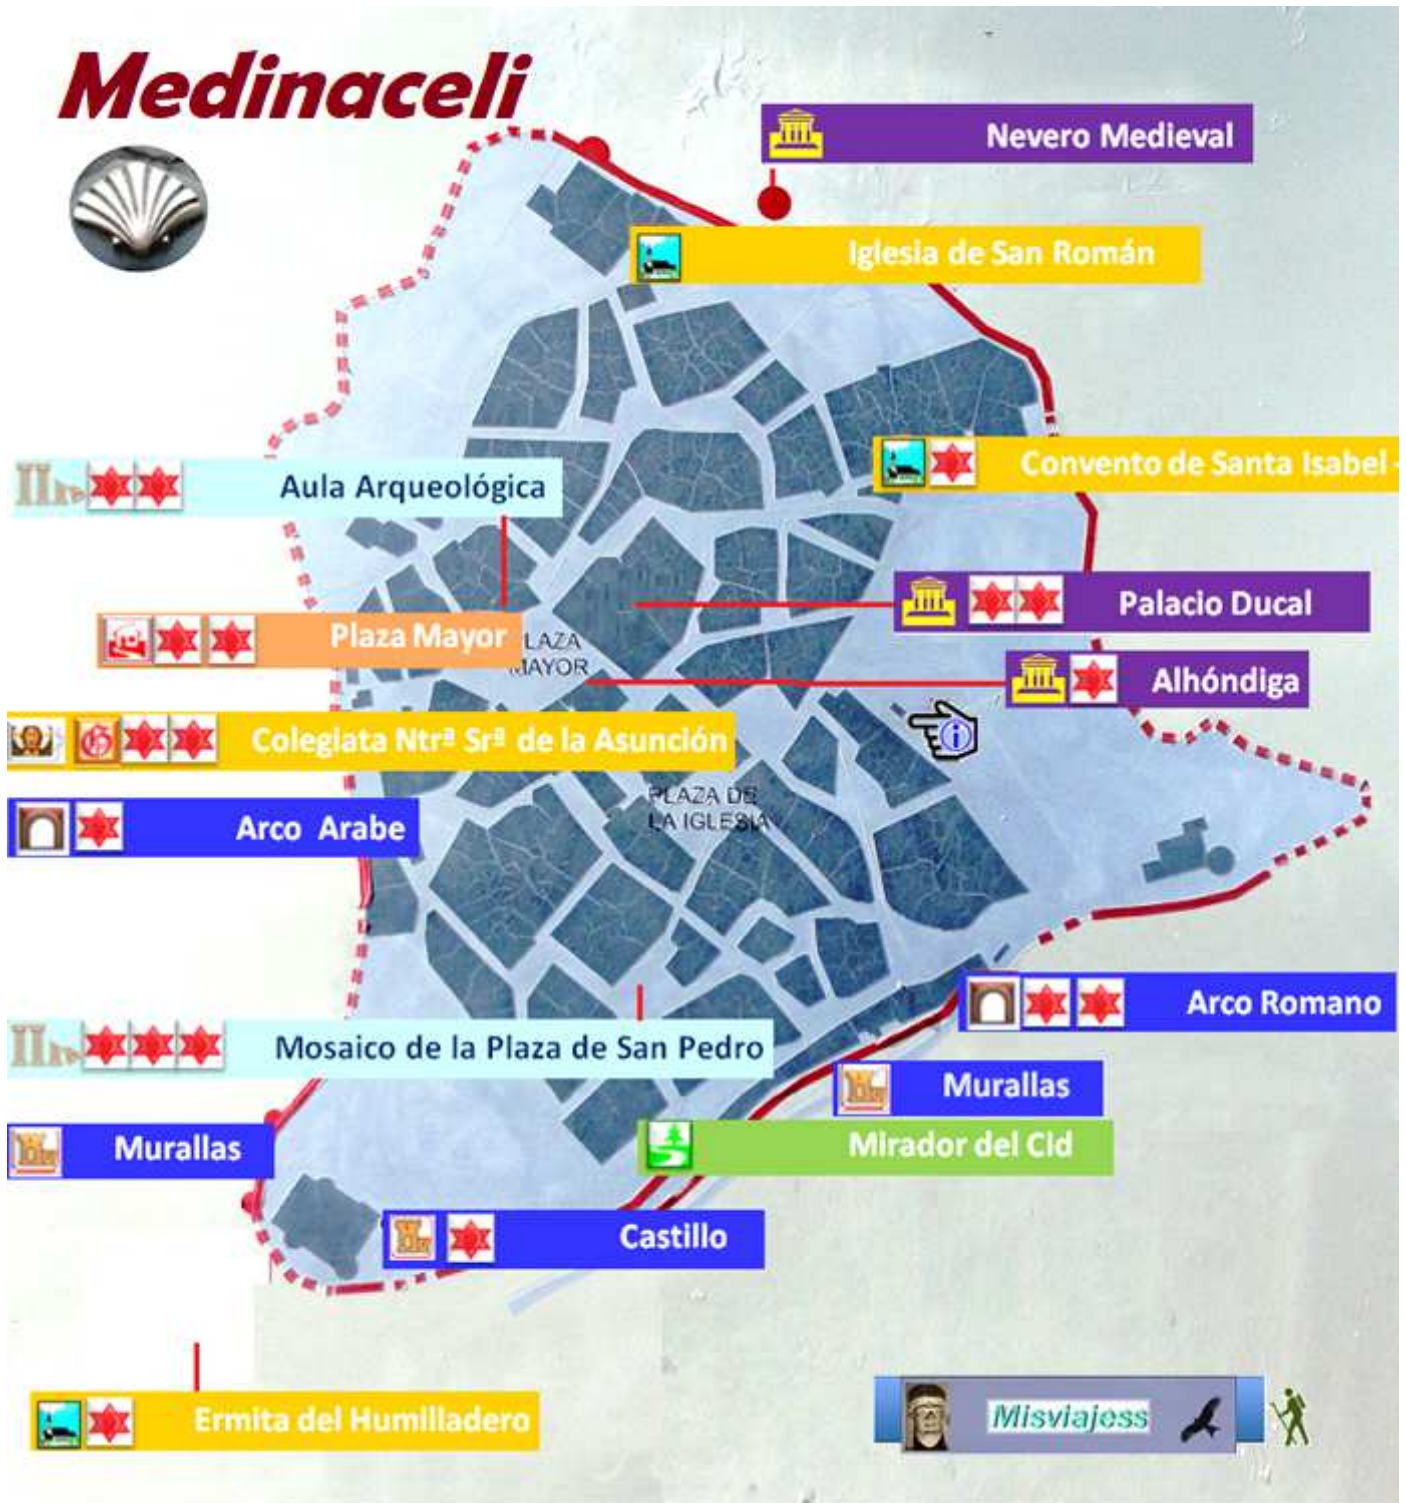 Medinaceli
Nevero Medieval
Iglesia de San Román
Convento de Santa Isabel -
Aula Arqueológica
Palacio Ducal
Plaza Mayor
PLAZA
MAYOR
Alhóndiga
Colegiata Ntrª Srª de la Asunción
PLAZA DE
LA IGLESIA
Arco Arabe
Arco Romano
Mosaico de la Plaza de San Pedro
Murallas
Murallas
Mirador del Cid
Castillo
Ermita del Humilladero
Misviajess